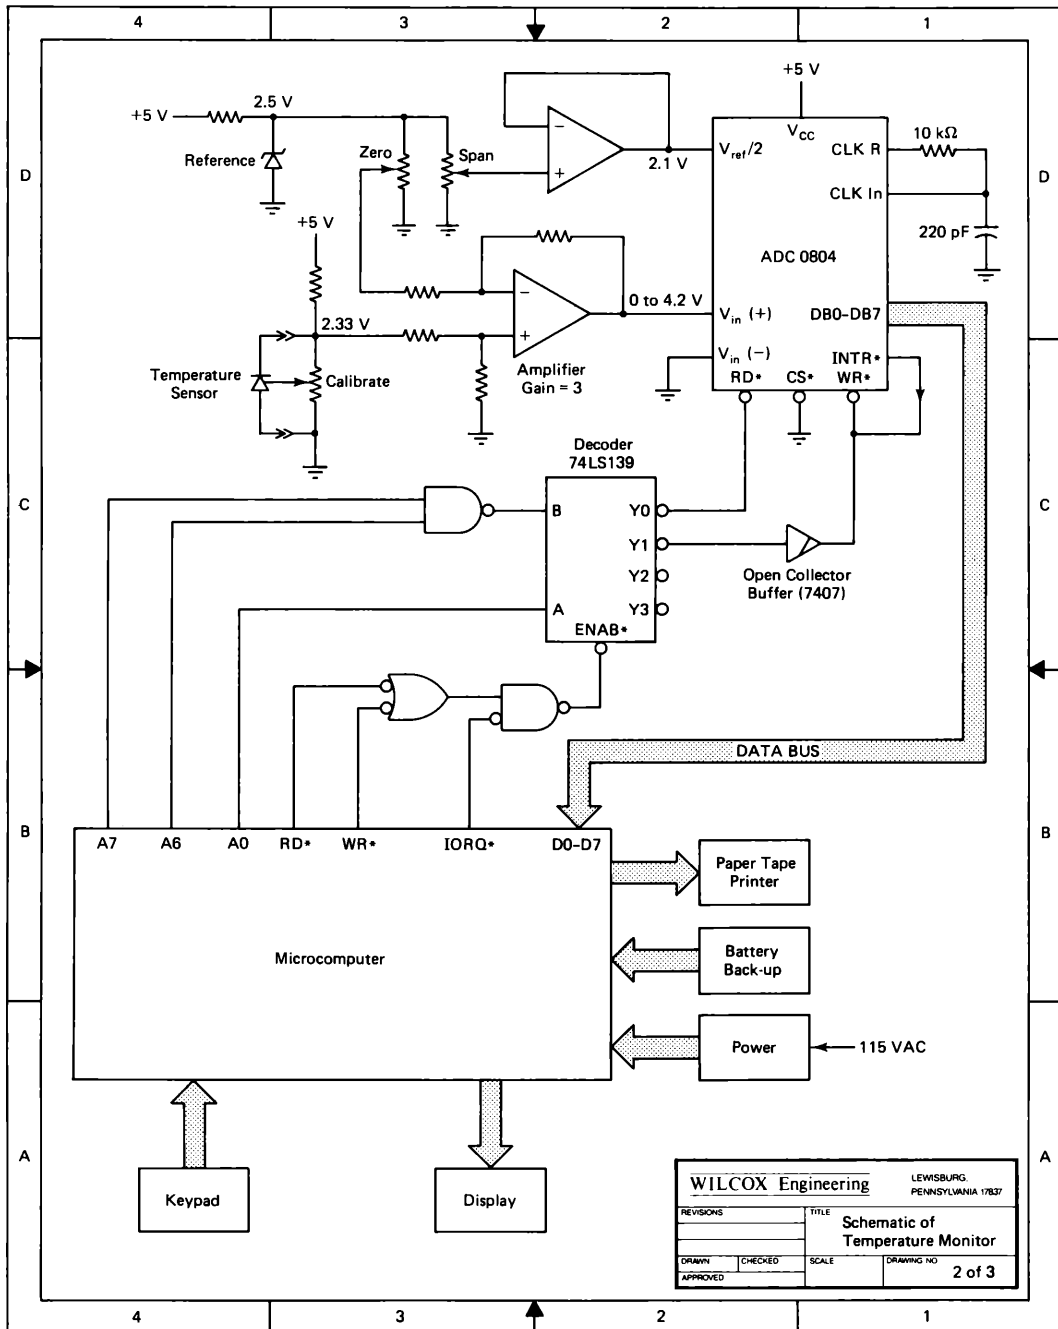 4 3 2 1
D
D
C
C
B
B
A
A
+5 V
2.5 V
Reference
Zero
Span
2.1 V
+5 V
V_CC
V_ref/2
CLK R
10 kΩ
CLK In
220 pF
ADC 0804
+5 V
2.33 V
0 to 4.2 V
V_in (+)
DB0–DB7
V_in (−)
INTR*
RD*
CS*
WR*
Temperature
Sensor
Calibrate
Amplifier
Gain = 3
Decoder
74LS139
B
Y0
Y1
Y2
Y3
A
ENAB*
Open Collector
Buffer (7407)
DATA BUS
A7 A6 A0 RD* WR* IORQ* D0–D7
Microcomputer
Paper Tape
Printer
Battery
Back-up
Power
115 VAC
Keypad
Display
WILCOX Engineering
LEWISBURG,
PENNSYLVANIA 17837
REVISIONS
TITLE
Schematic of
Temperature Monitor
DRAWN
CHECKED
SCALE
DRAWING NO
2 of 3
APPROVED
4 3 2 1